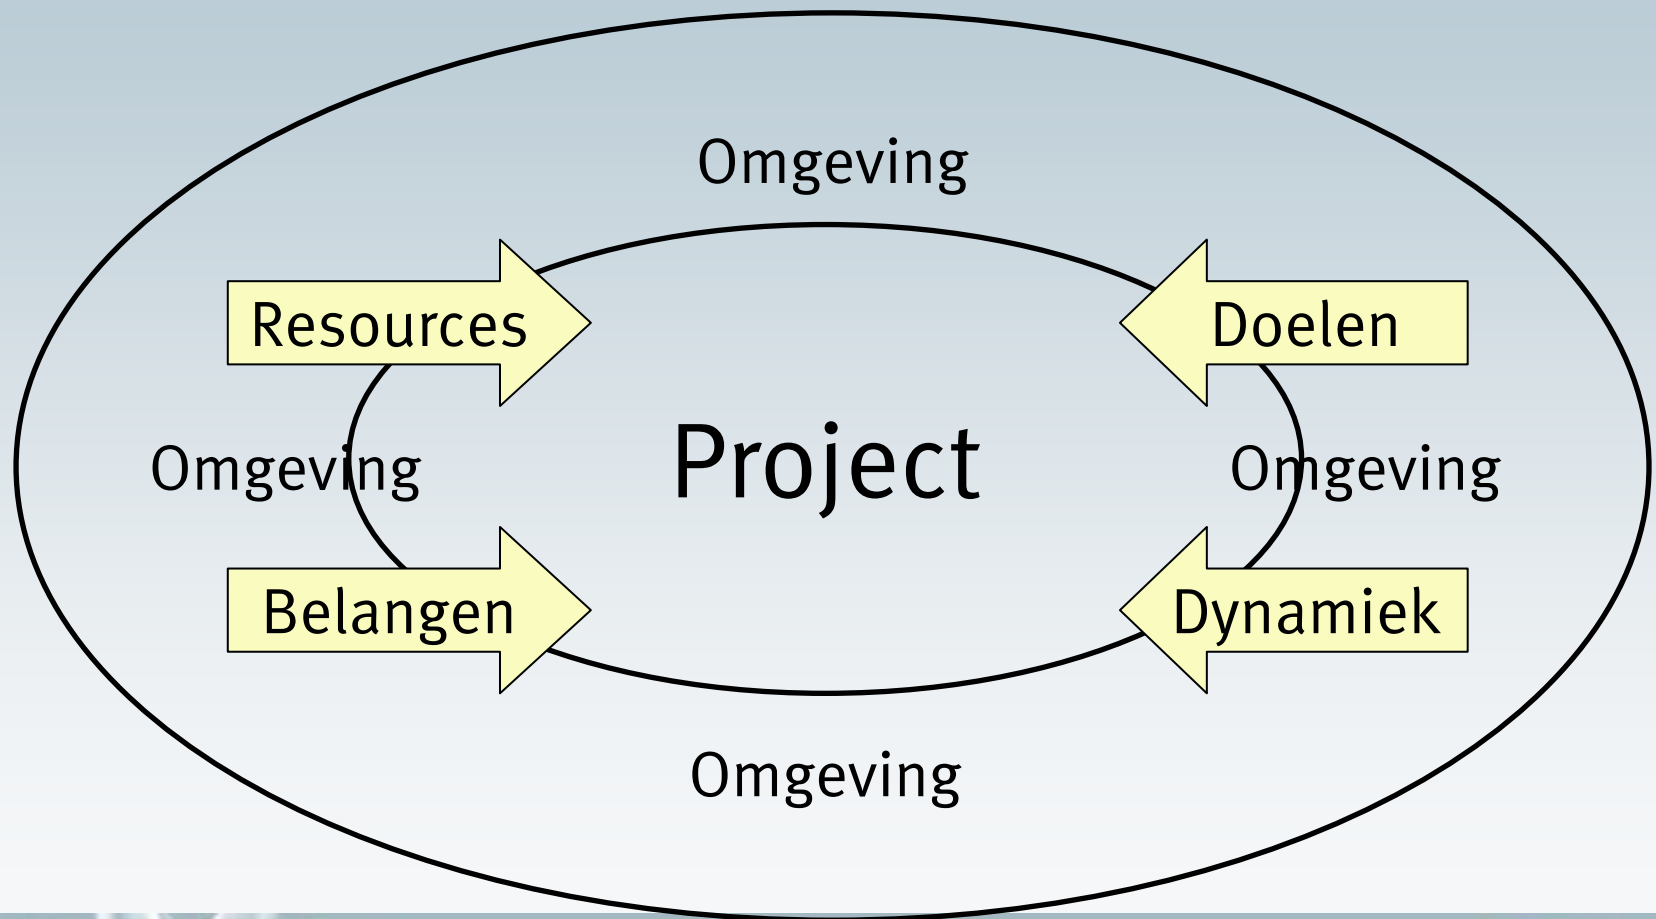 Omgeving
Resources
Doelen
Omgeving
Project
Omgeving
Belangen
Dynamiek
Omgeving